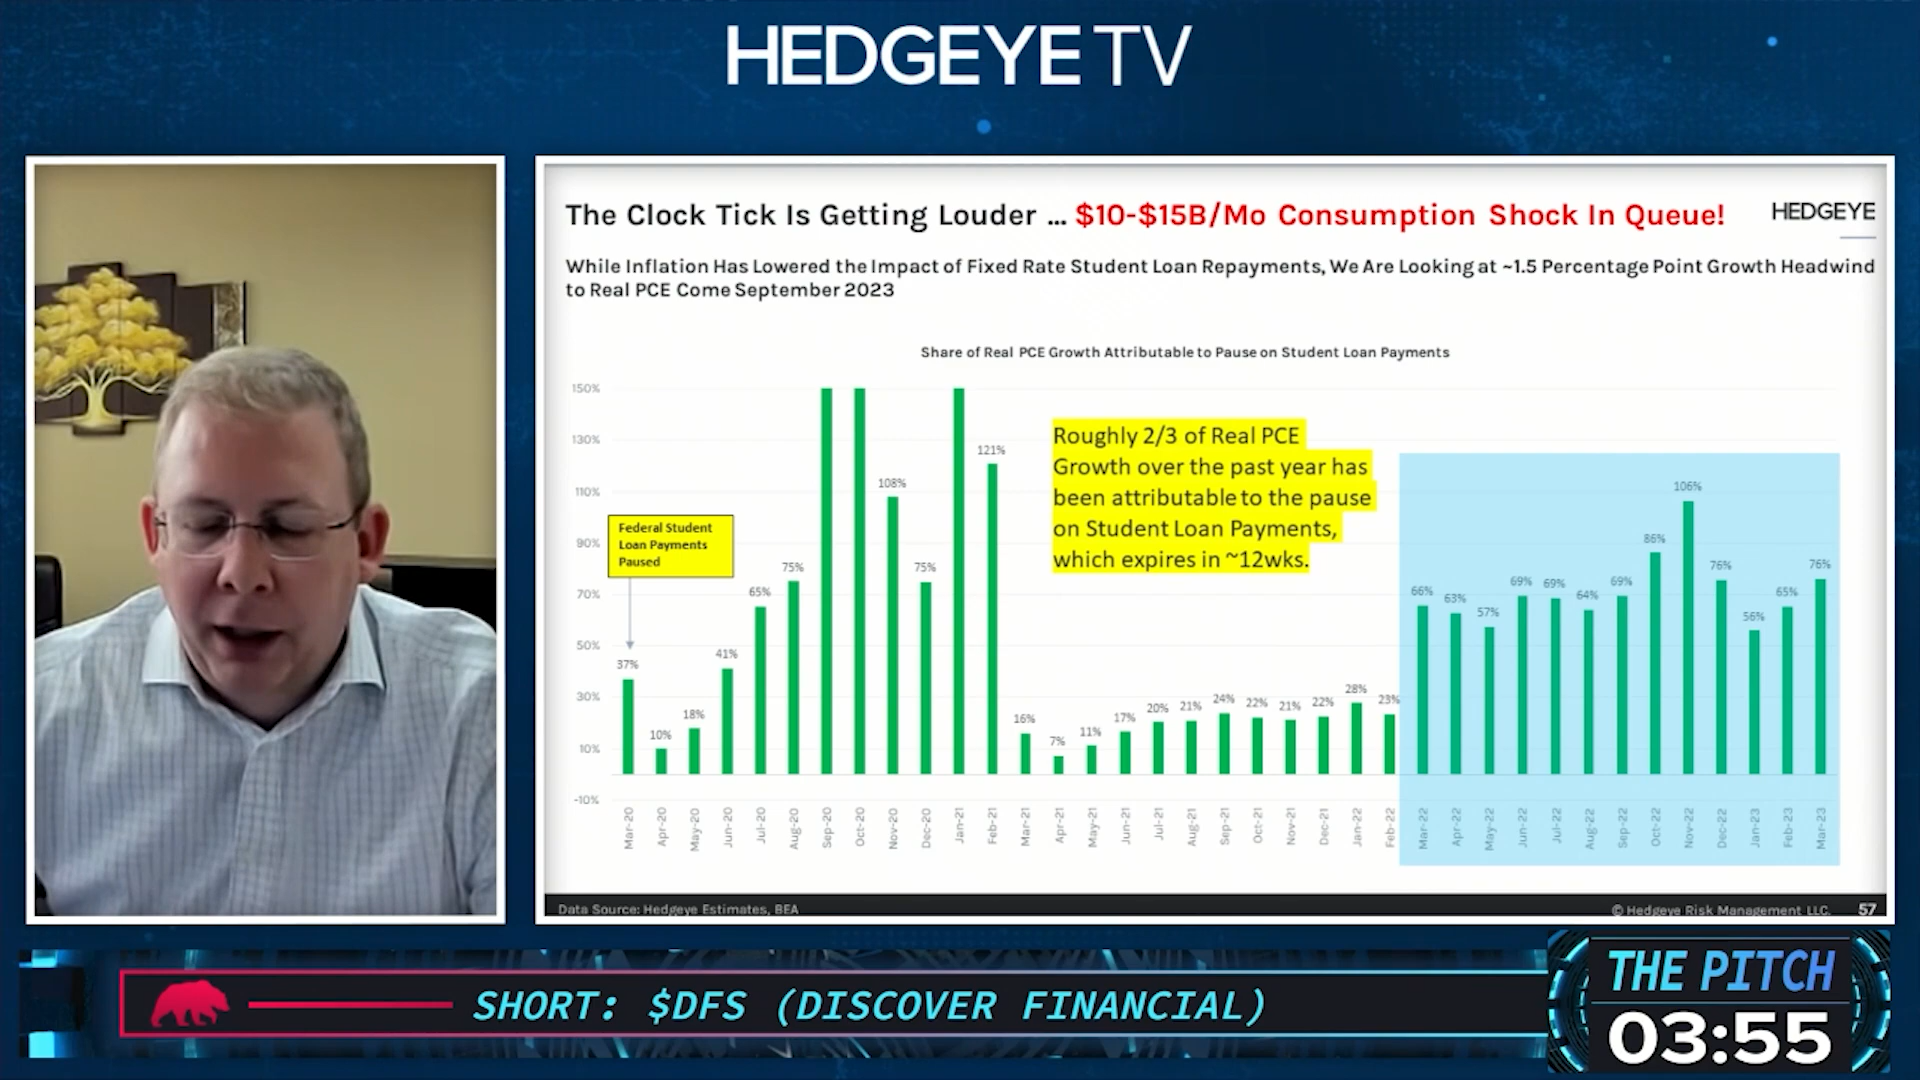 HEDGEYE TV
The Clock Tick Is Getting Louder ... $10-$15B/Mo Consumption Shock In Queue!
HEDGEYE
While Inflation Has Lowered the Impact of Fixed Rate Student Loan Repayments, We Are Looking at ~1.5 Percentage Point Growth Headwind
to Real PCE Come September 2023
Share of Real PCE Growth Attributable to Pause on Student Loan Payments
150%
130%
110%
90%
70%
50%
30%
10%
-10%
Federal Student
Loan Payments
Paused
Roughly 2/3 of Real PCE
Growth over the past year has
been attributable to the pause
on Student Loan Payments,
which expires in ~12wks.
37%
10%
18%
41%
65%
75%
108%
75%
121%
16%
7%
11%
17%
20%
21%
24%
22%
21%
22%
28%
23%
66%
63%
57%
69%
69%
64%
69%
86%
106%
76%
56%
65%
76%
Mar-20
Apr-20
May-20
Jun-20
Jul-20
Aug-20
Sep-20
Oct-20
Nov-20
Dec-20
Jan-21
Feb-21
Mar-21
Apr-21
May-21
Jun-21
Jul-21
Aug-21
Sep-21
Oct-21
Nov-21
Dec-21
Jan-22
Feb-22
Mar-22
Apr-22
May-22
Jun-22
Jul-22
Aug-22
Sep-22
Oct-22
Nov-22
Dec-22
Jan-23
Feb-23
Mar-23
Data Source: Hedgeye Estimates, BEA
© Hedgeye Risk Management LLC.
57
SHORT: $DFS (DISCOVER FINANCIAL)
THE PITCH
03:55